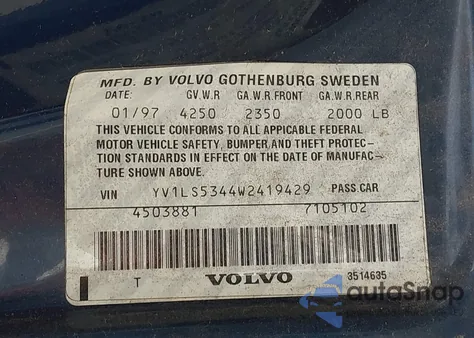 MFD. BY VOLVO GOTHENBURG SWEDEN
DATE: GV.W.R GA.W.R.FRONT GA.W.R.REAR
01/97 4250 2350 2000 LB
THIS VEHICLE CONFORMS TO ALL APPLICABLE FEDERAL
MOTOR VEHICLE SAFETY, BUMPER AND THEFT PROTEC-
TION STANDARDS IN EFFECT ON THE DATE OF MANUFAC-
TURE SHOWN ABOVE.
VIN YV1LS5344W2419429 PASS.CAR
4503881 7105102
T VOLVO 3514635
autoSnap